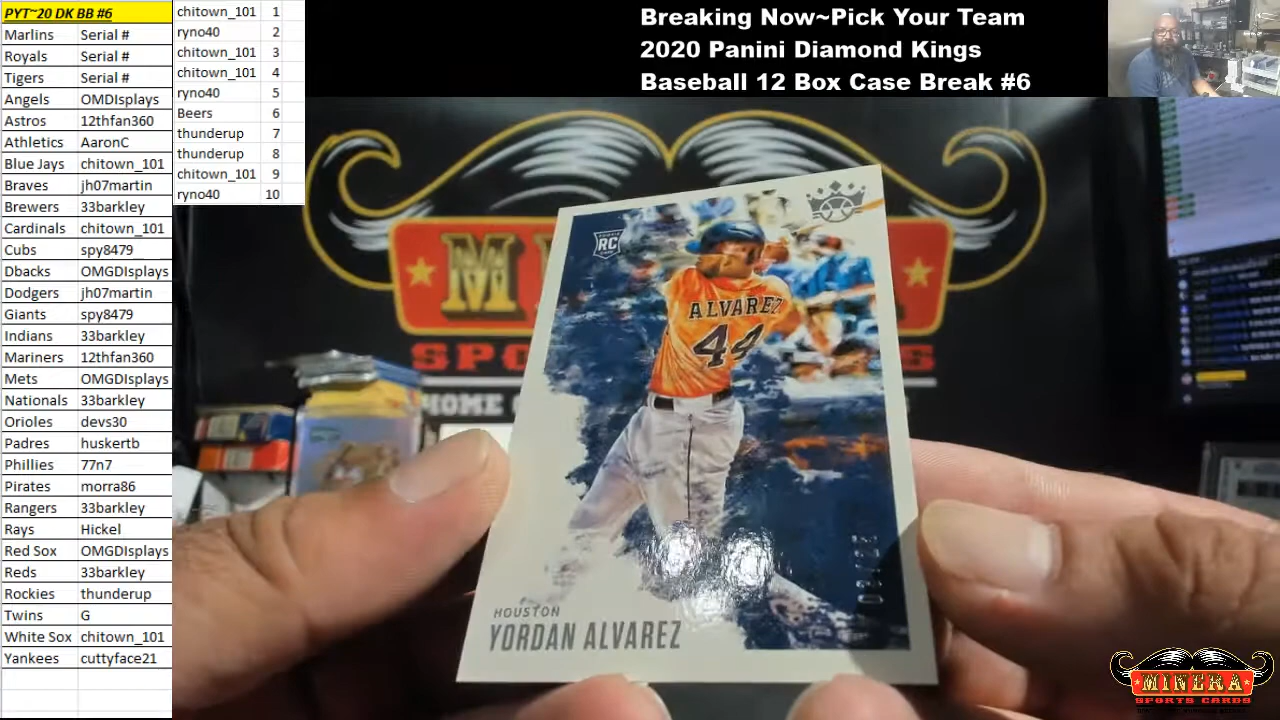 PYT~20 DK BB #6
Marlins Serial #
Royals Serial #
Tigers Serial #
Angels OMDIsplays
Astros 12thfan360
Athletics AaronC
Blue Jays chitown_101
Braves jh07martin
Brewers 33barkley
Cardinals chitown_101
Cubs spy8479
Dbacks OMGDIsplays
Dodgers jh07martin
Giants spy8479
Indians 33barkley
Mariners 12thfan360
Mets OMGDIsplays
Nationals 33barkley
Orioles devs30
Padres huskertb
Phillies 77n7
Pirates morra86
Rangers 33barkley
Rays Hickel
Red Sox OMGDIsplays
Reds 33barkley
Rockies thunderup
Twins G
White Sox chitown_101
Yankees cuttyface21
chitown_101 1
ryno40 2
chitown_101 3
chitown_101 4
ryno40 5
Beers 6
thunderup 7
thunderup 8
chitown_101 9
ryno40 10
Breaking Now~Pick Your Team
2020 Panini Diamond Kings
Baseball 12 Box Case Break #6
RC
ALVAREZ
44
HOUSTON
YORDAN ALVAREZ
HOME
MINERA
SPORTS CARDS